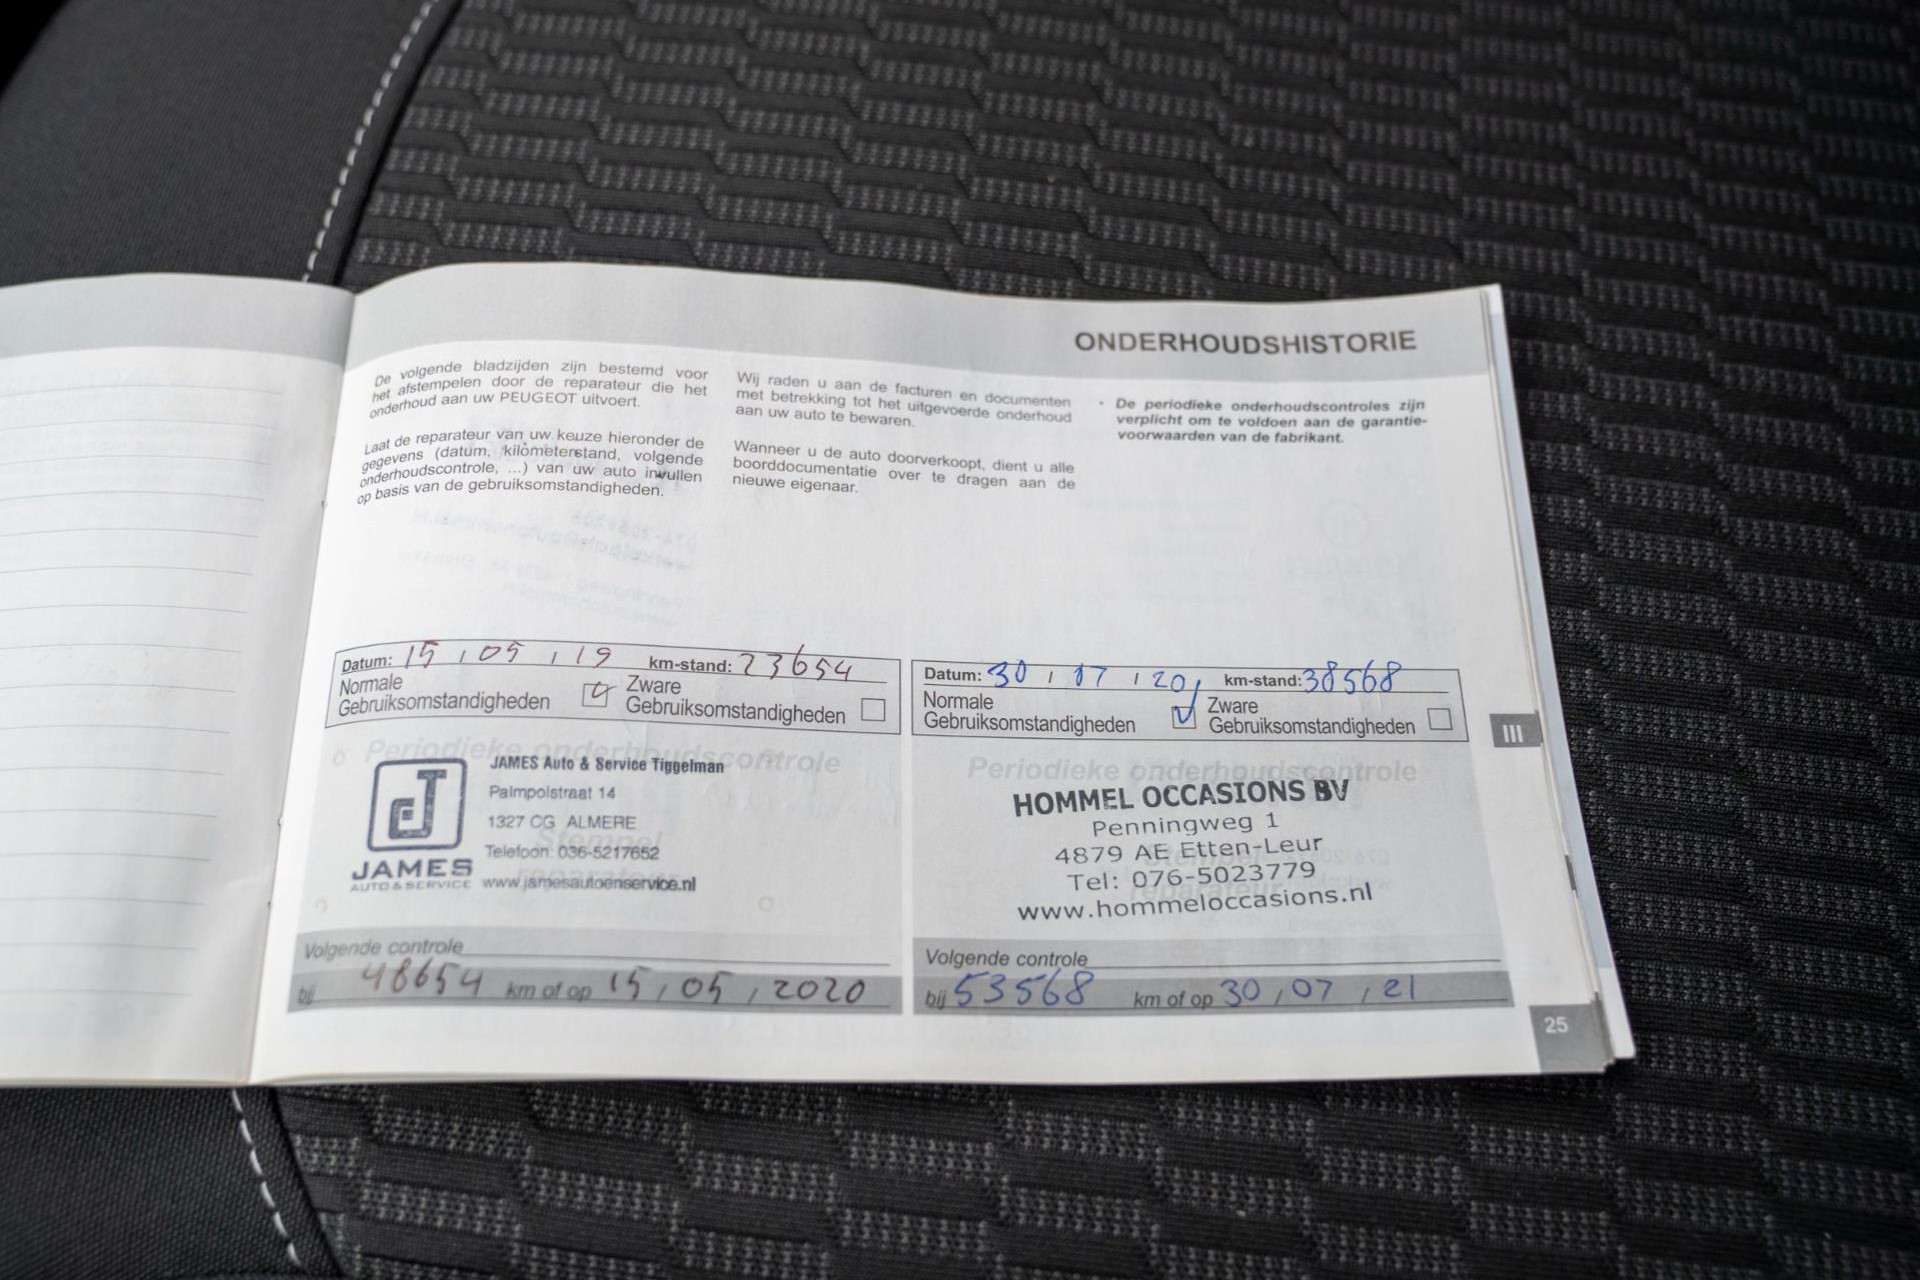 ONDERHOUDSHISTORIE
De volgende bladzijden zijn bestemd voor
het afstempelen door de reparateur die het
onderhoud aan uw PEUGEOT uitvoert.
Laat de reparateur van uw keuze hieronder de
gegevens (datum, kilometerstand, volgende
onderhoudscontrole, ...) van uw auto invullen
op basis van de gebruiksomstandigheden.
Wij raden u aan de facturen en documenten
met betrekking tot het uitgevoerde onderhoud
aan uw auto te bewaren.
Wanneer u de auto doorverkoopt, dient u alle
boorddocumentatie over te dragen aan de
nieuwe eigenaar.
- De periodieke onderhoudscontroles zijn
verplicht om te voldoen aan de garantie-
voorwaarden van de fabrikant.
Datum: 15 / 05 / 19 km-stand: 23654
Normale
Gebruiksomstandigheden
Zware
Gebruiksomstandigheden
Periodieke onderhoudscontrole
Stempel
reparateur
J
JAMES
AUTO & SERVICE
JAMES Auto & Service Tiggelman
Palmpolstraat 14
1327 CG ALMERE
Telefoon: 036-5217652
www.jamesautoenservice.nl
Volgende controle
bij 48654 km of op 15 / 05 / 2020
Datum: 30 / 07 / 20 km-stand: 38568
Normale
Gebruiksomstandigheden
Zware
Gebruiksomstandigheden
Periodieke onderhoudscontrole
Stempel
reparateur
HOMMEL OCCASIONS BV
Penningweg 1
4879 AE Etten-Leur
Tel: 076-5023779
www.hommeloccasions.nl
Volgende controle
bij 53568 km of op 30 / 07 / 21
III
25